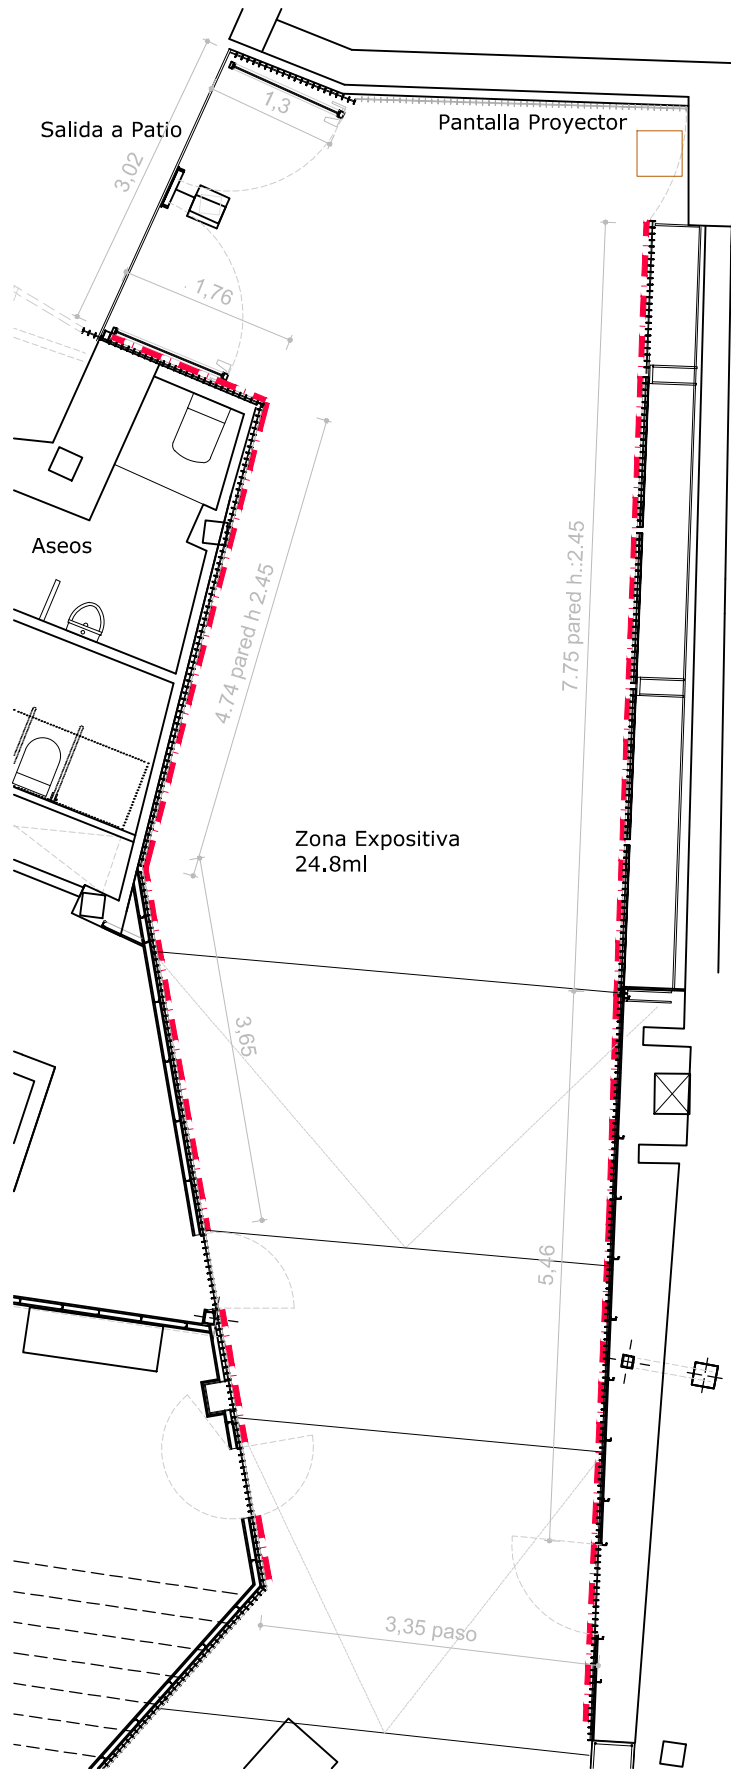 1,3
Salida a Patio
Pantalla Proyector
3,02
1,76
Aseos
4.74 pared h 2.45
7.75 pared h.:2.45
Zona Expositiva
24.8ml
3,65
5,46
3,35 paso